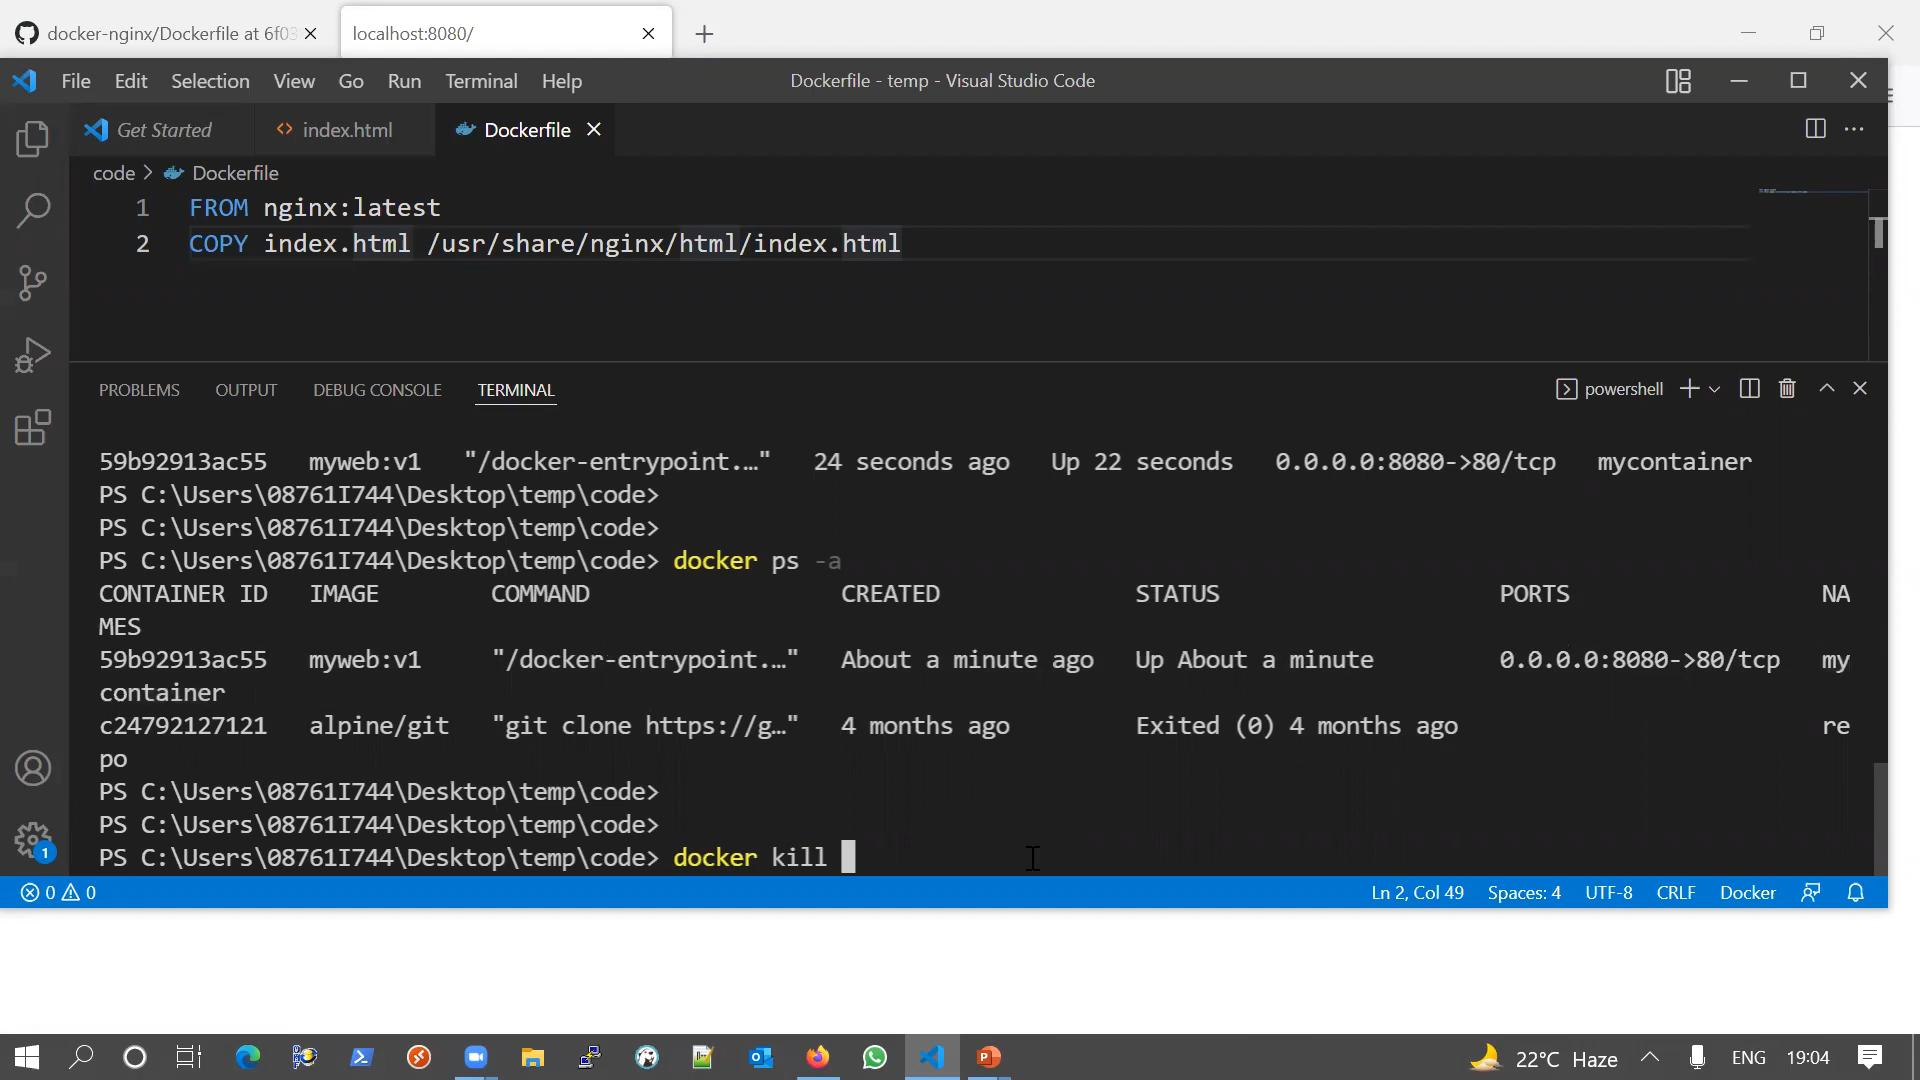 docker-nginx/Dockerfile at 6f03
localhost:8080/
File Edit Selection View Go Run Terminal Help
Dockerfile - temp - Visual Studio Code
Get Started
index.html
Dockerfile
code > Dockerfile
1 FROM nginx:latest
2 COPY index.html /usr/share/nginx/html/index.html
PROBLEMS OUTPUT DEBUG CONSOLE TERMINAL
powershell
59b92913ac55 myweb:v1 "/docker-entrypoint.…" 24 seconds ago Up 22 seconds 0.0.0.0:8080->80/tcp mycontainer
PS C:\Users\08761I744\Desktop\temp\code>
PS C:\Users\08761I744\Desktop\temp\code>
PS C:\Users\08761I744\Desktop\temp\code> docker ps -a
CONTAINER ID IMAGE COMMAND CREATED STATUS PORTS NA
MES
59b92913ac55 myweb:v1 "/docker-entrypoint.…" About a minute ago Up About a minute 0.0.0.0:8080->80/tcp my
container
c24792127121 alpine/git "git clone https://g…" 4 months ago Exited (0) 4 months ago re
po
PS C:\Users\08761I744\Desktop\temp\code>
PS C:\Users\08761I744\Desktop\temp\code>
PS C:\Users\08761I744\Desktop\temp\code> docker kill
1
0 0
Ln 2, Col 49 Spaces: 4 UTF-8 CRLF Docker
22°C Haze ENG 19:04